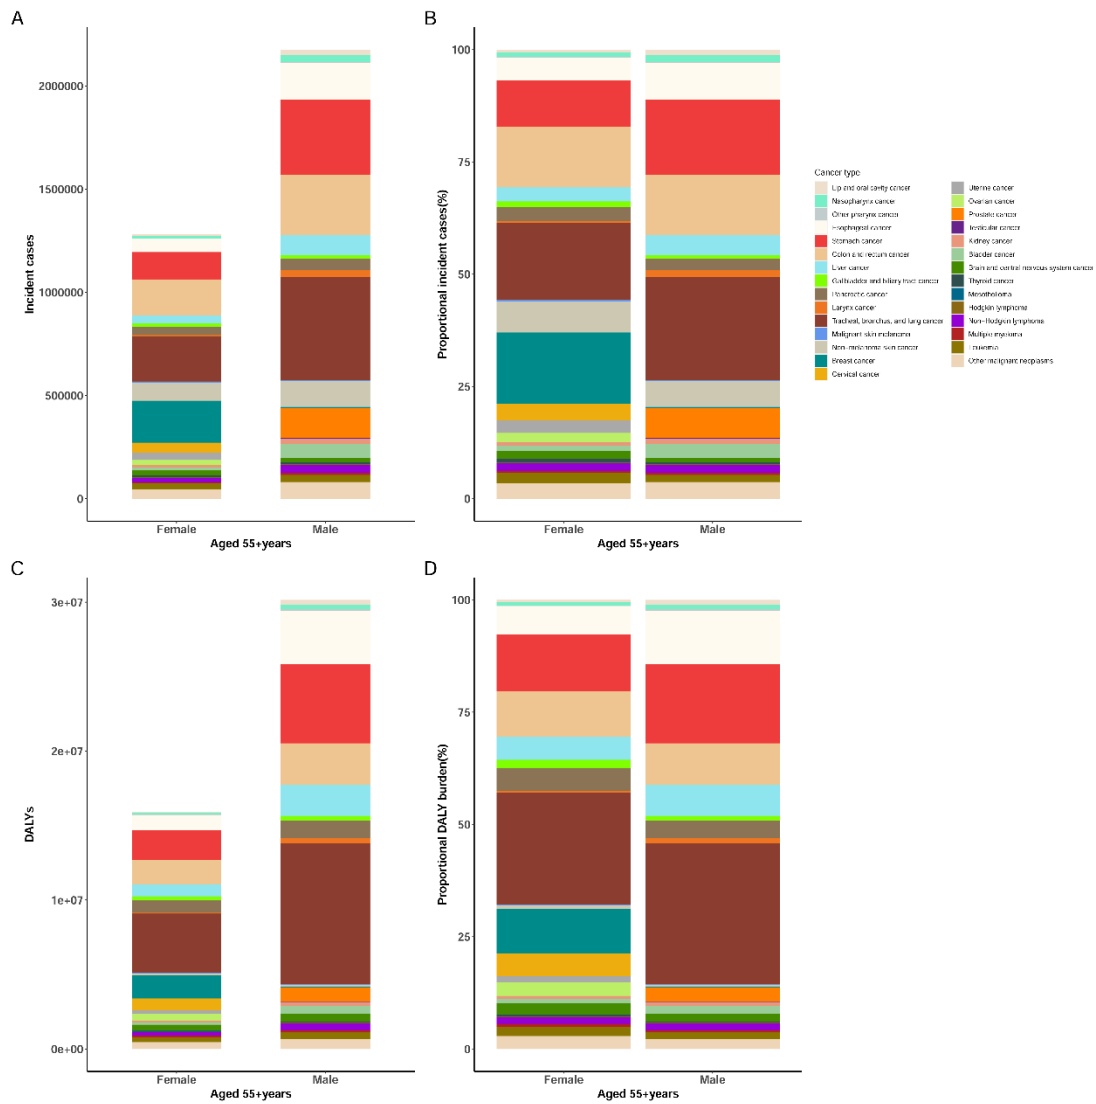 A
2000000
1500000
1000000
500000
0
Incident cases
Female
Male
Aged 55+years
B
100
75
50
25
0
Proportional incident cases(%)
Female
Male
Aged 55+years
Cancer type
Lip and oral cavity cancer
Nasopharynx cancer
Other pharynx cancer
Esophageal cancer
Stomach cancer
Colon and rectum cancer
Liver cancer
Gallbladder and biliary tract cancer
Pancreatic cancer
Larynx cancer
Tracheal, bronchus, and lung cancer
Malignant skin melanoma
Non-melanoma skin cancer
Breast cancer
Cervical cancer
Uterine cancer
Ovarian cancer
Prostate cancer
Testicular cancer
Kidney cancer
Bladder cancer
Brain and central nervous system cancer
Thyroid cancer
Mesothelioma
Hodgkin lymphoma
Non-Hodgkin lymphoma
Multiple myeloma
Leukemia
Other malignant neoplasms
C
3e+07
2e+07
1e+07
0e+00
DALYs
Female
Male
Aged 55+years
D
100
75
50
25
0
Proportional DALY burden(%)
Female
Male
Aged 55+years